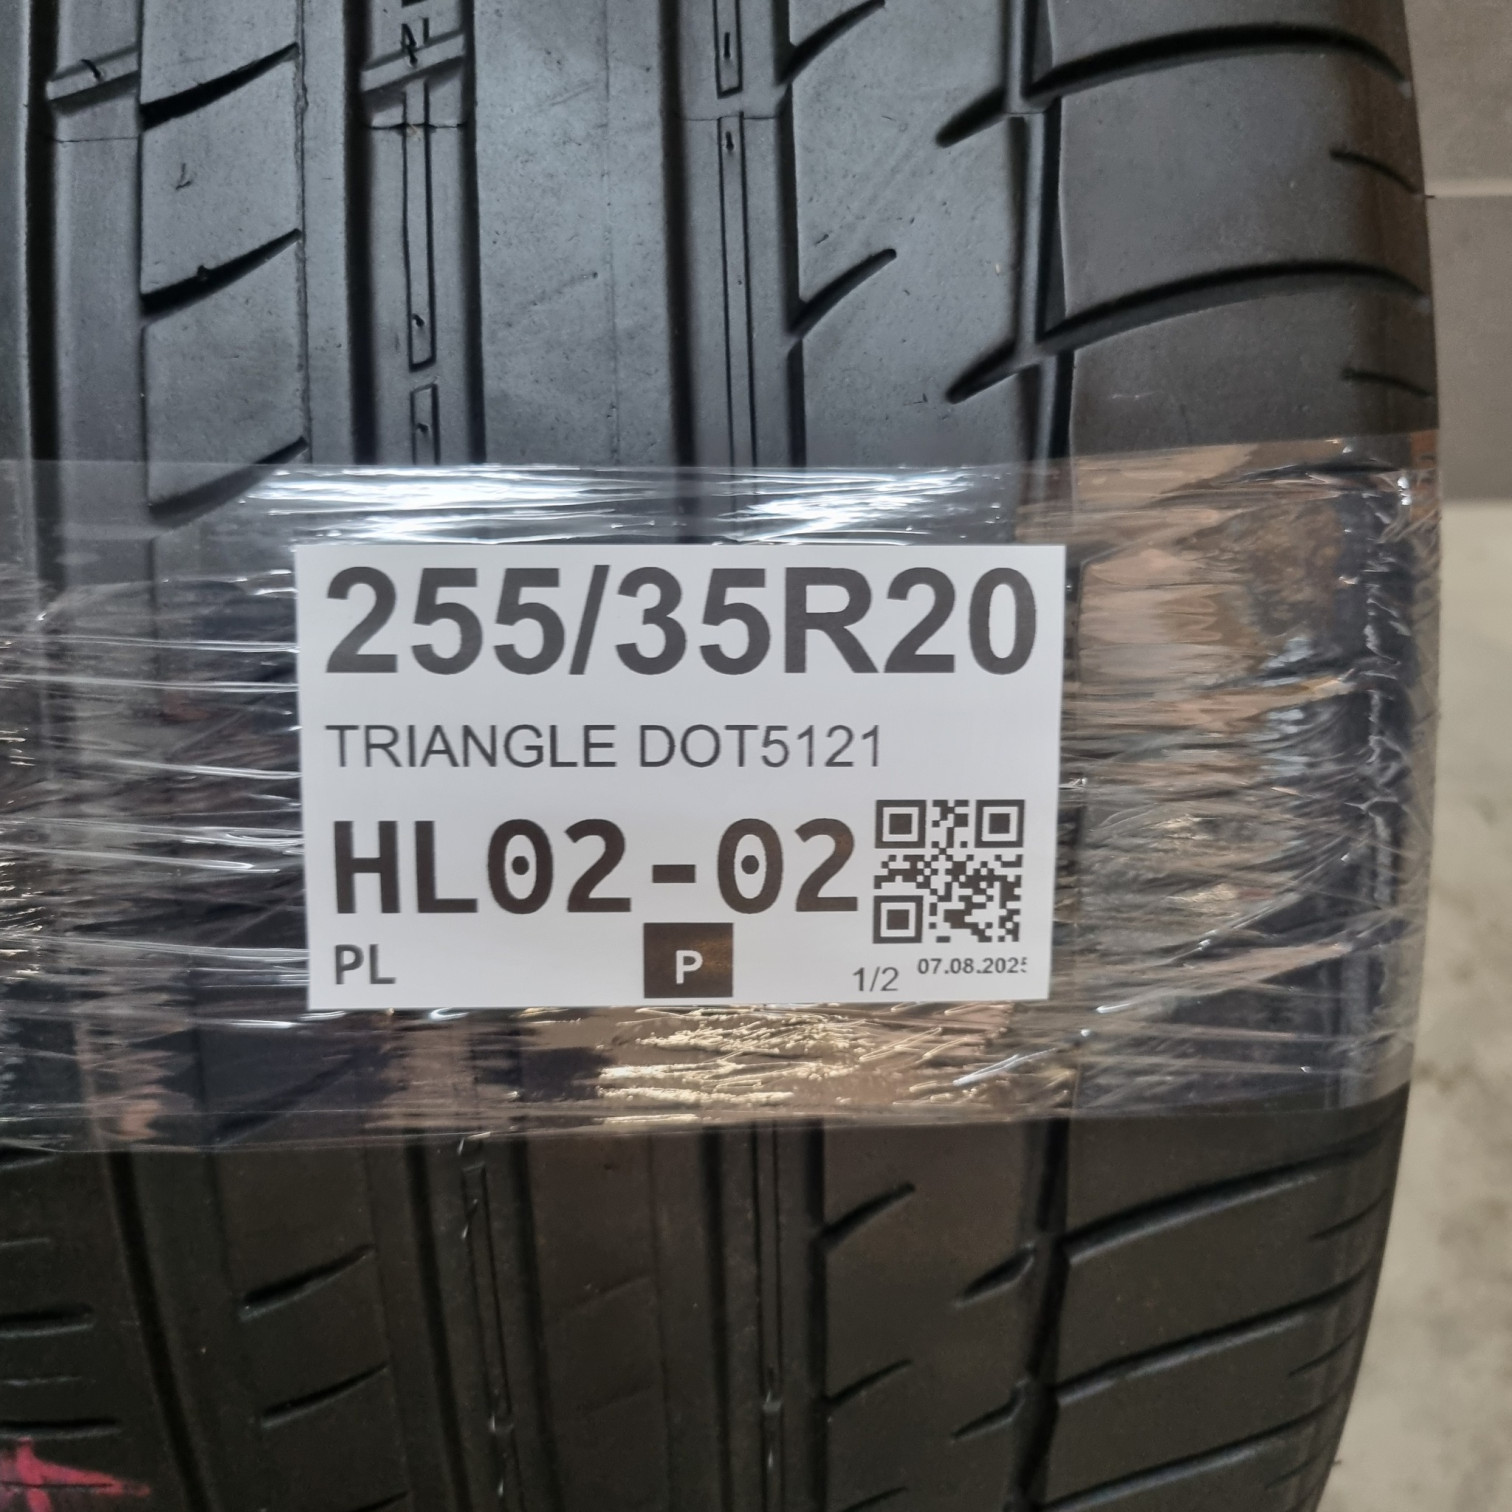 255/35R20
TRIANGLE DOT5121
HL02-02
PL P 1/2 07.08.2025